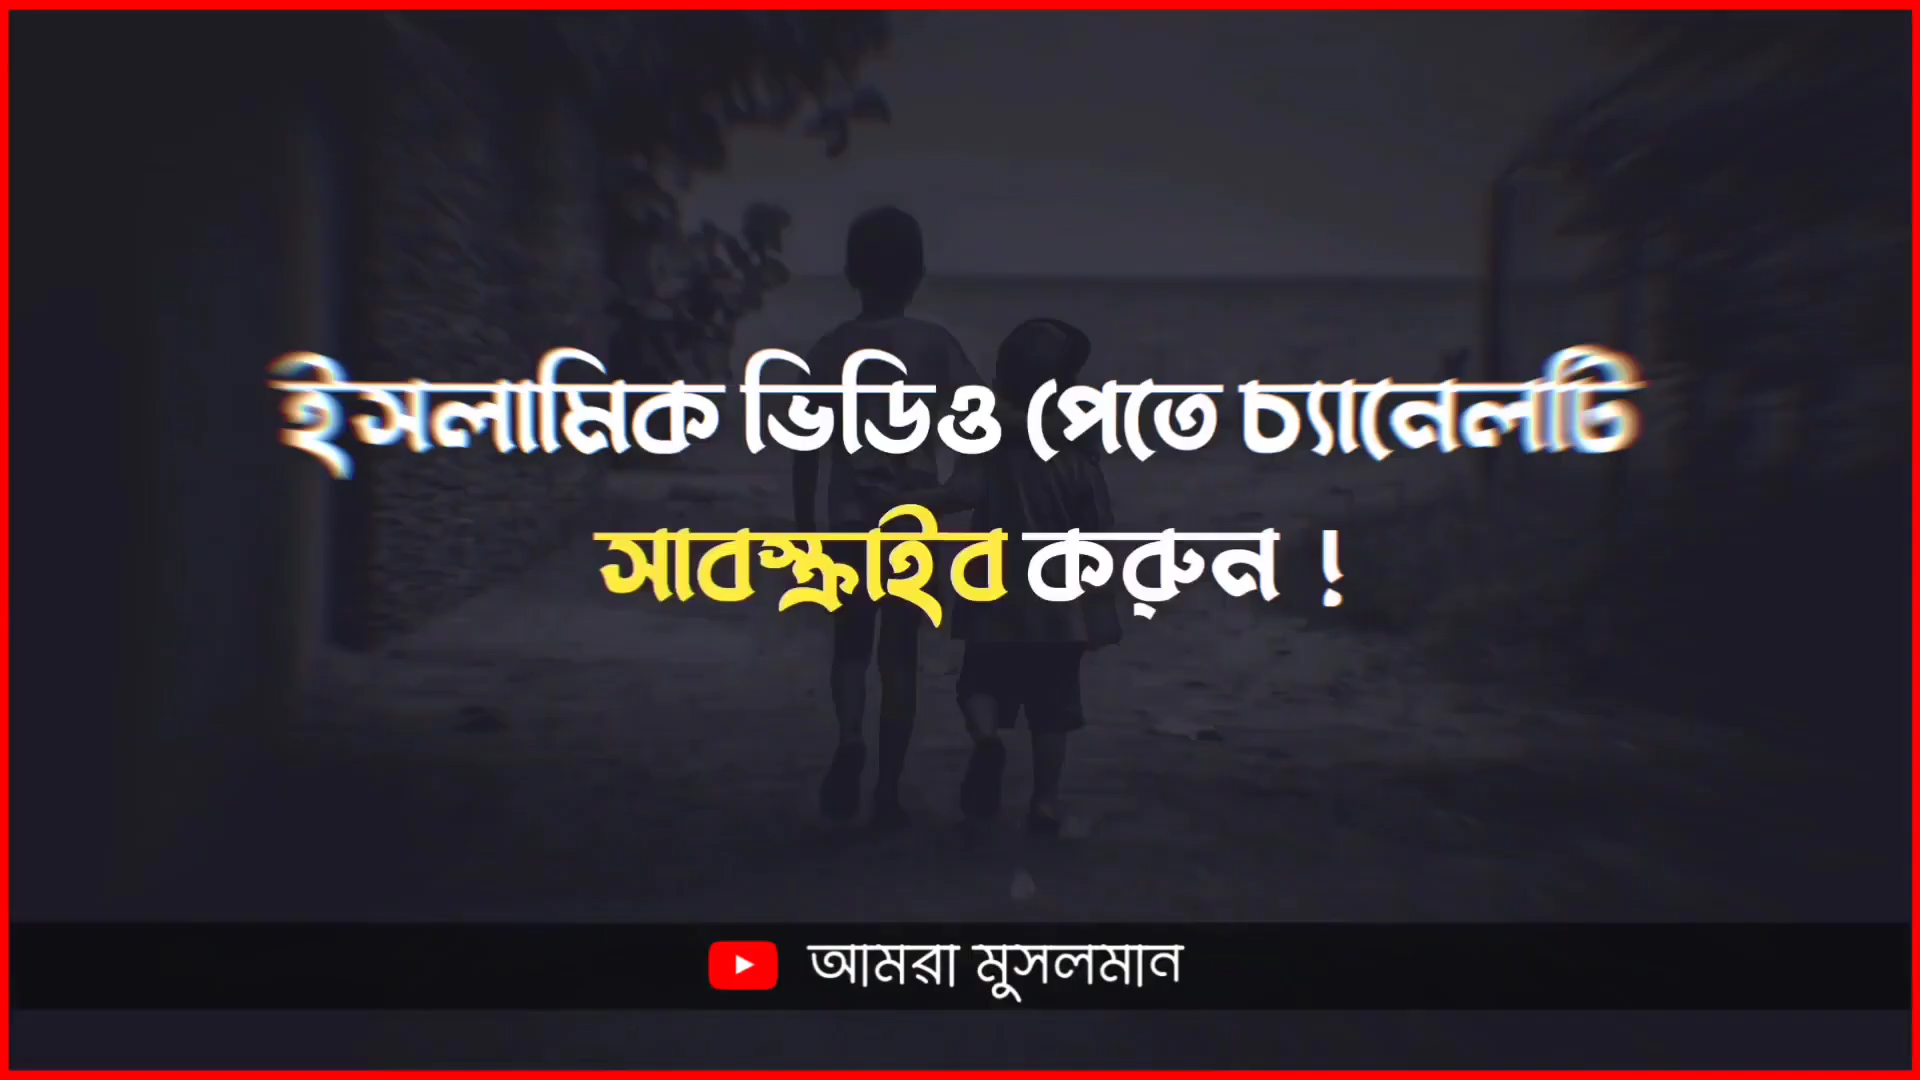 ইসলামিক ভিডিও পেতে চ্যানেলটি
সাবস্ক্রাইব করুন !
আমরা মুসলমান